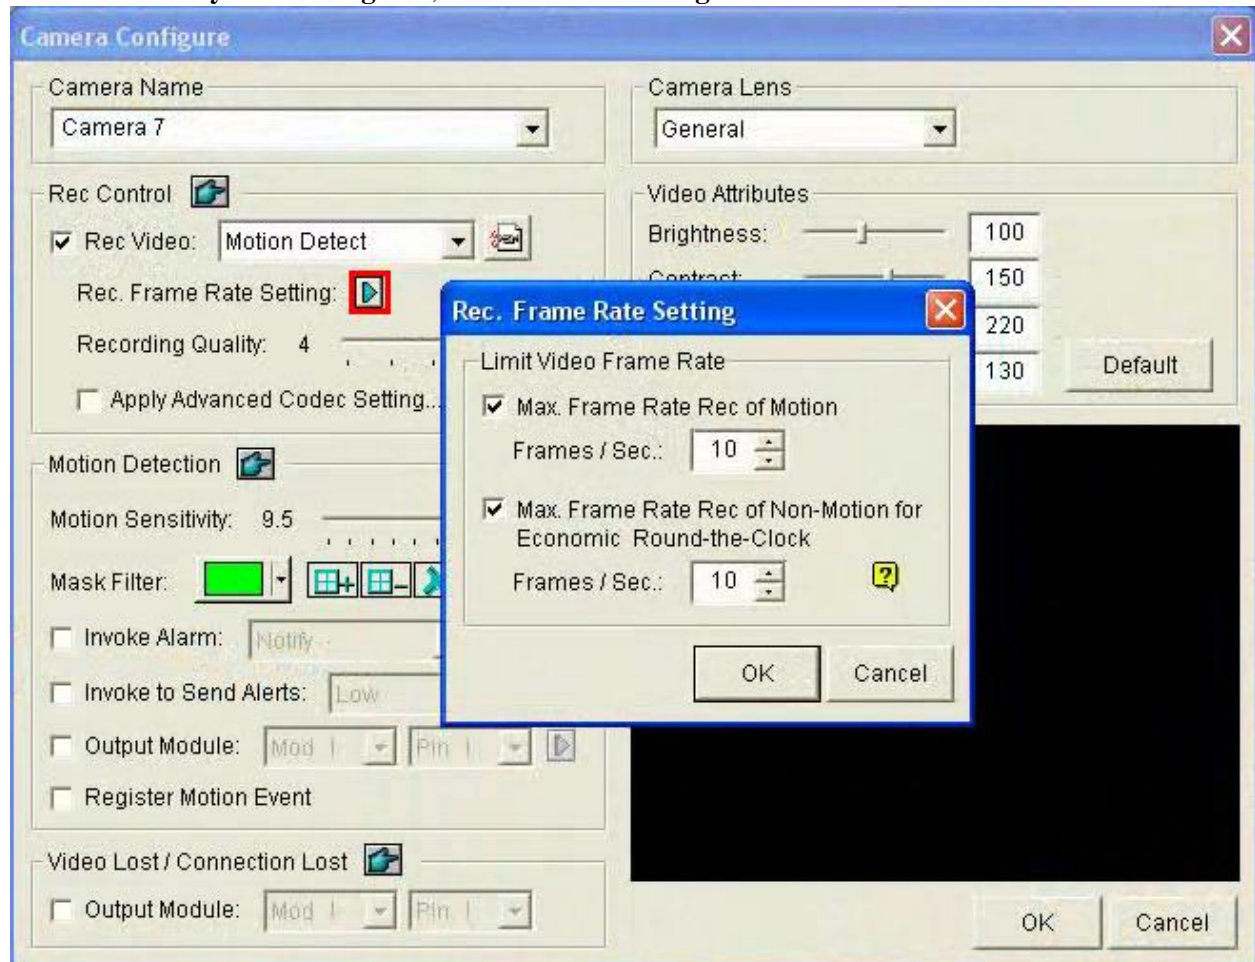 Camera Configure
Camera Name
Camera 7
Camera Lens
General
Rec Control
Rec Video: Motion Detect
Rec. Frame Rate Setting:
Recording Quality: 4
Apply Advanced Codec Setting...
Video Attributes
Brightness: 100
Contrast: 150
220
130
Default
Motion Detection
Motion Sensitivity: 9.5
Mask Filter:
Invoke Alarm: Notify
Invoke to Send Alerts: Low
Output Module: Mod Pin
Register Motion Event
Video Lost / Connection Lost
Output Module: Mod Pin
Rec. Frame Rate Setting
Limit Video Frame Rate
Max. Frame Rate Rec of Motion
Frames / Sec.: 10
Max. Frame Rate Rec of Non-Motion for
Economic Round-the-Clock
Frames / Sec.: 10
?
OK Cancel
OK Cancel